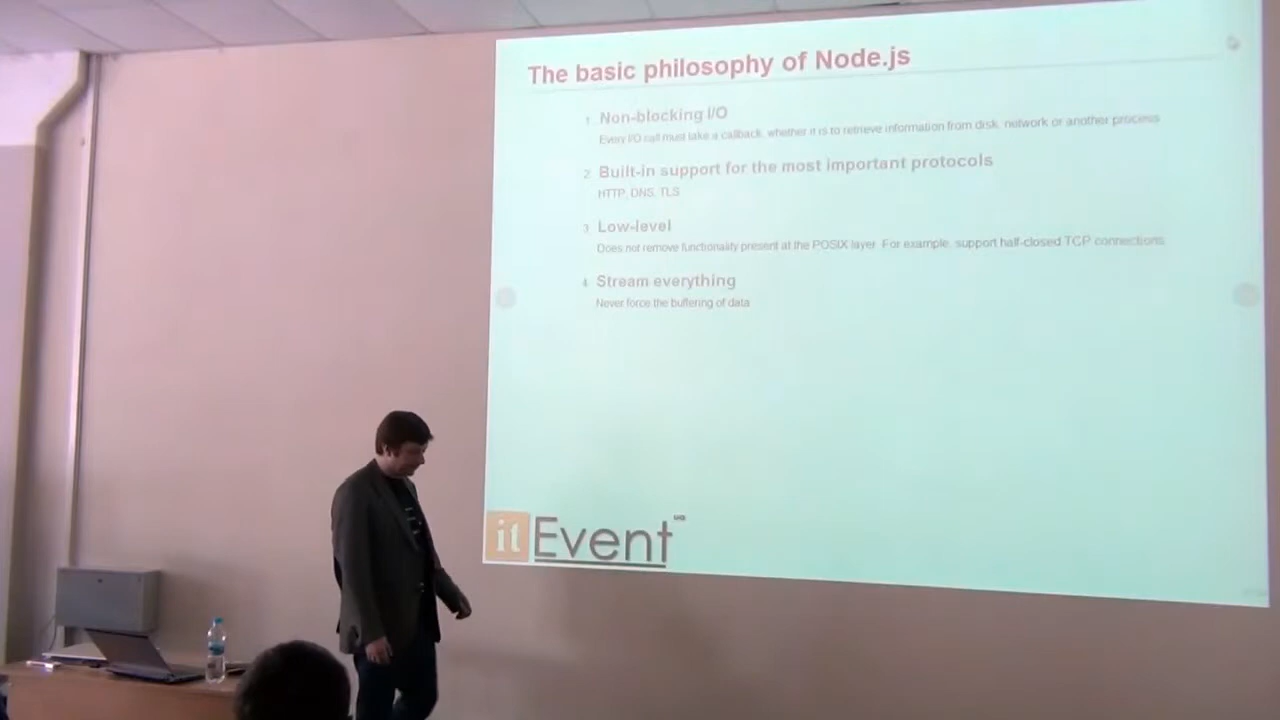 The basic philosophy of Node.js
1. Non-blocking I/O
Every I/O call must take a callback, whether it is to retrieve information from disk, network or another process
2. Built-in support for the most important protocols
HTTP, DNS, TLS
3. Low-level
Does not remove functionality present at the POSIX layer. For example, support half-closed TCP connections
4. Stream everything
Never force the buffering of data
it Event ua